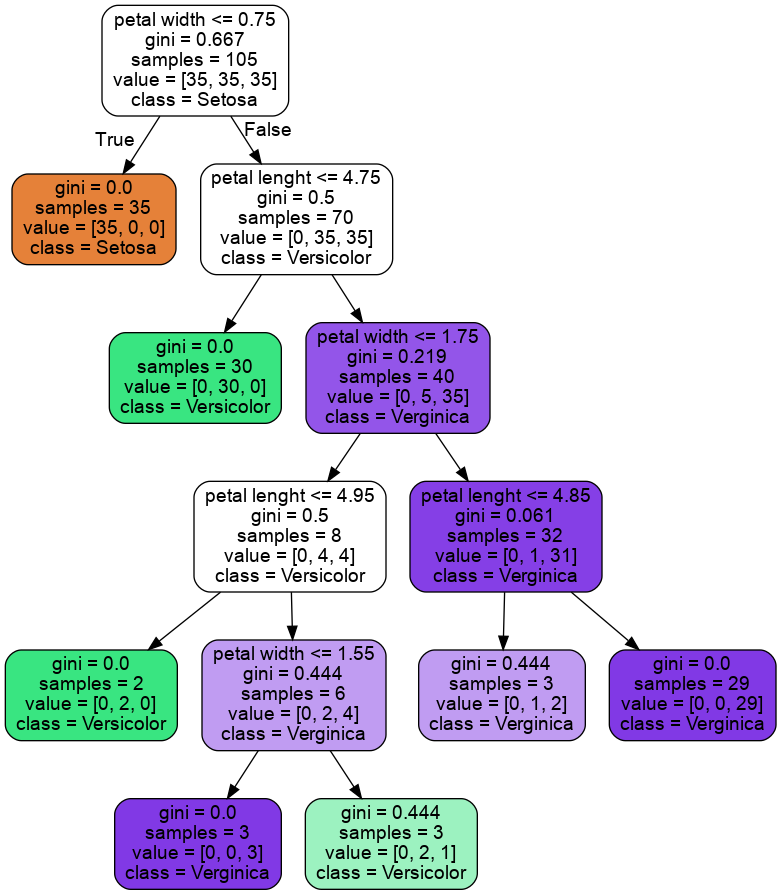 petal width <= 0.75
gini = 0.667
samples = 105
value = [35, 35, 35]
class = Setosa
True
False
gini = 0.0
samples = 35
value = [35, 0, 0]
class = Setosa
petal lenght <= 4.75
gini = 0.5
samples = 70
value = [0, 35, 35]
class = Versicolor
gini = 0.0
samples = 30
value = [0, 30, 0]
class = Versicolor
petal width <= 1.75
gini = 0.219
samples = 40
value = [0, 5, 35]
class = Verginica
petal lenght <= 4.95
gini = 0.5
samples = 8
value = [0, 4, 4]
class = Versicolor
petal lenght <= 4.85
gini = 0.061
samples = 32
value = [0, 1, 31]
class = Verginica
gini = 0.0
samples = 2
value = [0, 2, 0]
class = Versicolor
petal width <= 1.55
gini = 0.444
samples = 6
value = [0, 2, 4]
class = Verginica
gini = 0.444
samples = 3
value = [0, 1, 2]
class = Verginica
gini = 0.0
samples = 29
value = [0, 0, 29]
class = Verginica
gini = 0.0
samples = 3
value = [0, 0, 3]
class = Verginica
gini = 0.444
samples = 3
value = [0, 2, 1]
class = Versicolor